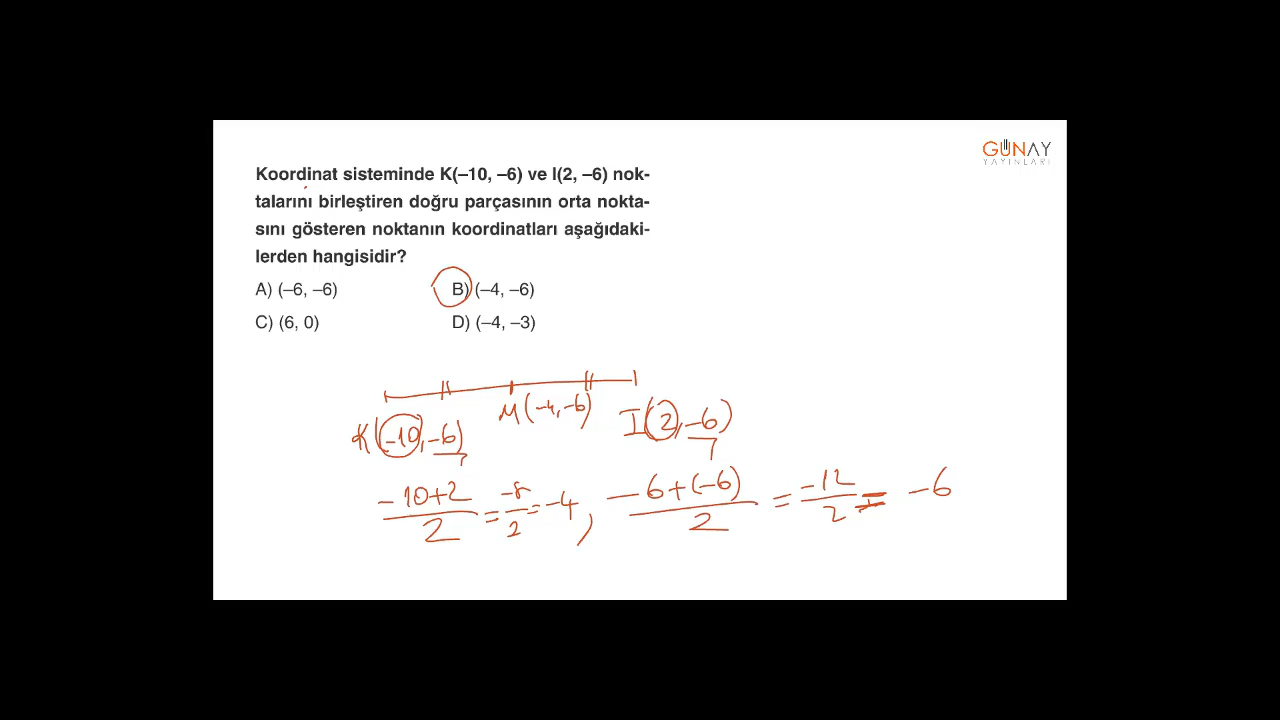 GÜNAY
YAYINLARI
Koordinat sisteminde K(–10, –6) ve I(2, –6) nok-
talarını birleştiren doğru parçasının orta nokta-
sını gösteren noktanın koordinatları aşağıdaki-
lerden hangisidir?
A) (–6, –6) B) (–4, –6)
C) (6, 0) D) (–4, –3)
K(-10, -6) M(-4, -6) I(2, -6)
-10+2/2 = -8/2 = -4, -6+(-6)/2 = -12/2 = -6